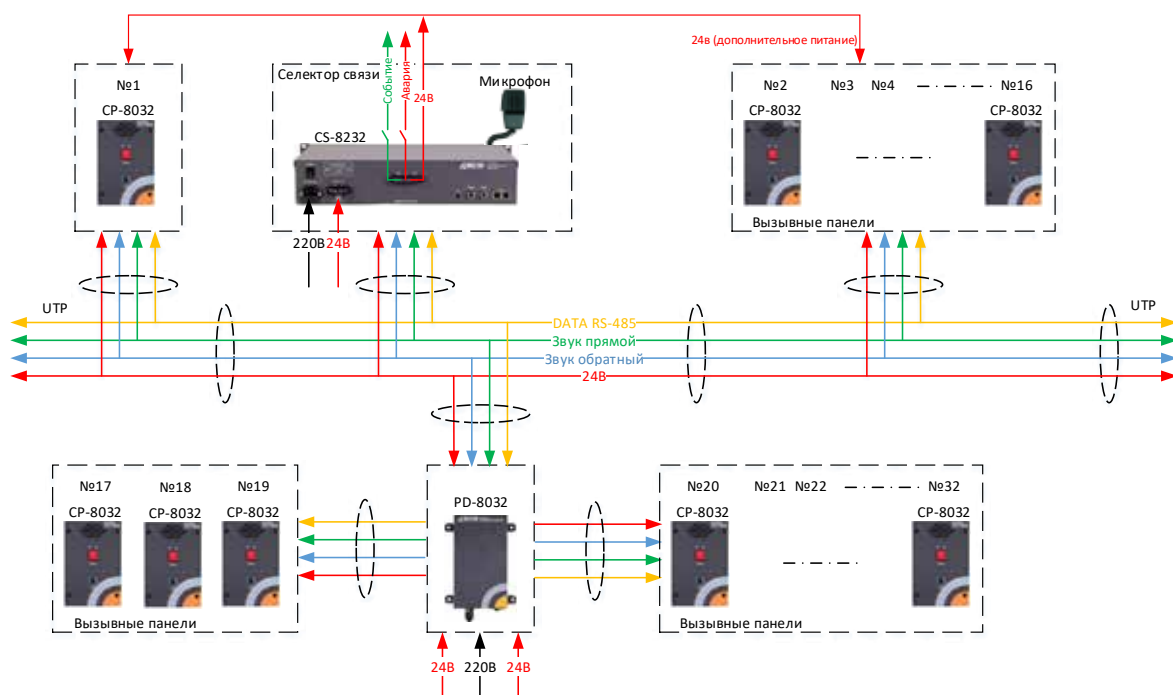 24в (дополнительное питание)
№1
CP-8032
Селектор связи
Событие
Авария
24В
Микрофон
CS-8232
220В
24В
№2
№3
№4
№16
CP-8032
CP-8032
Вызывные панели
UTP
UTP
DATA RS-485
Звук прямой
Звук обратный
24В
№17
№18
№19
CP-8032
CP-8032
CP-8032
Вызывные панели
PD-8032
24В
220В
24В
№20
№21
№22
№32
CP-8032
CP-8032
Вызывные панели